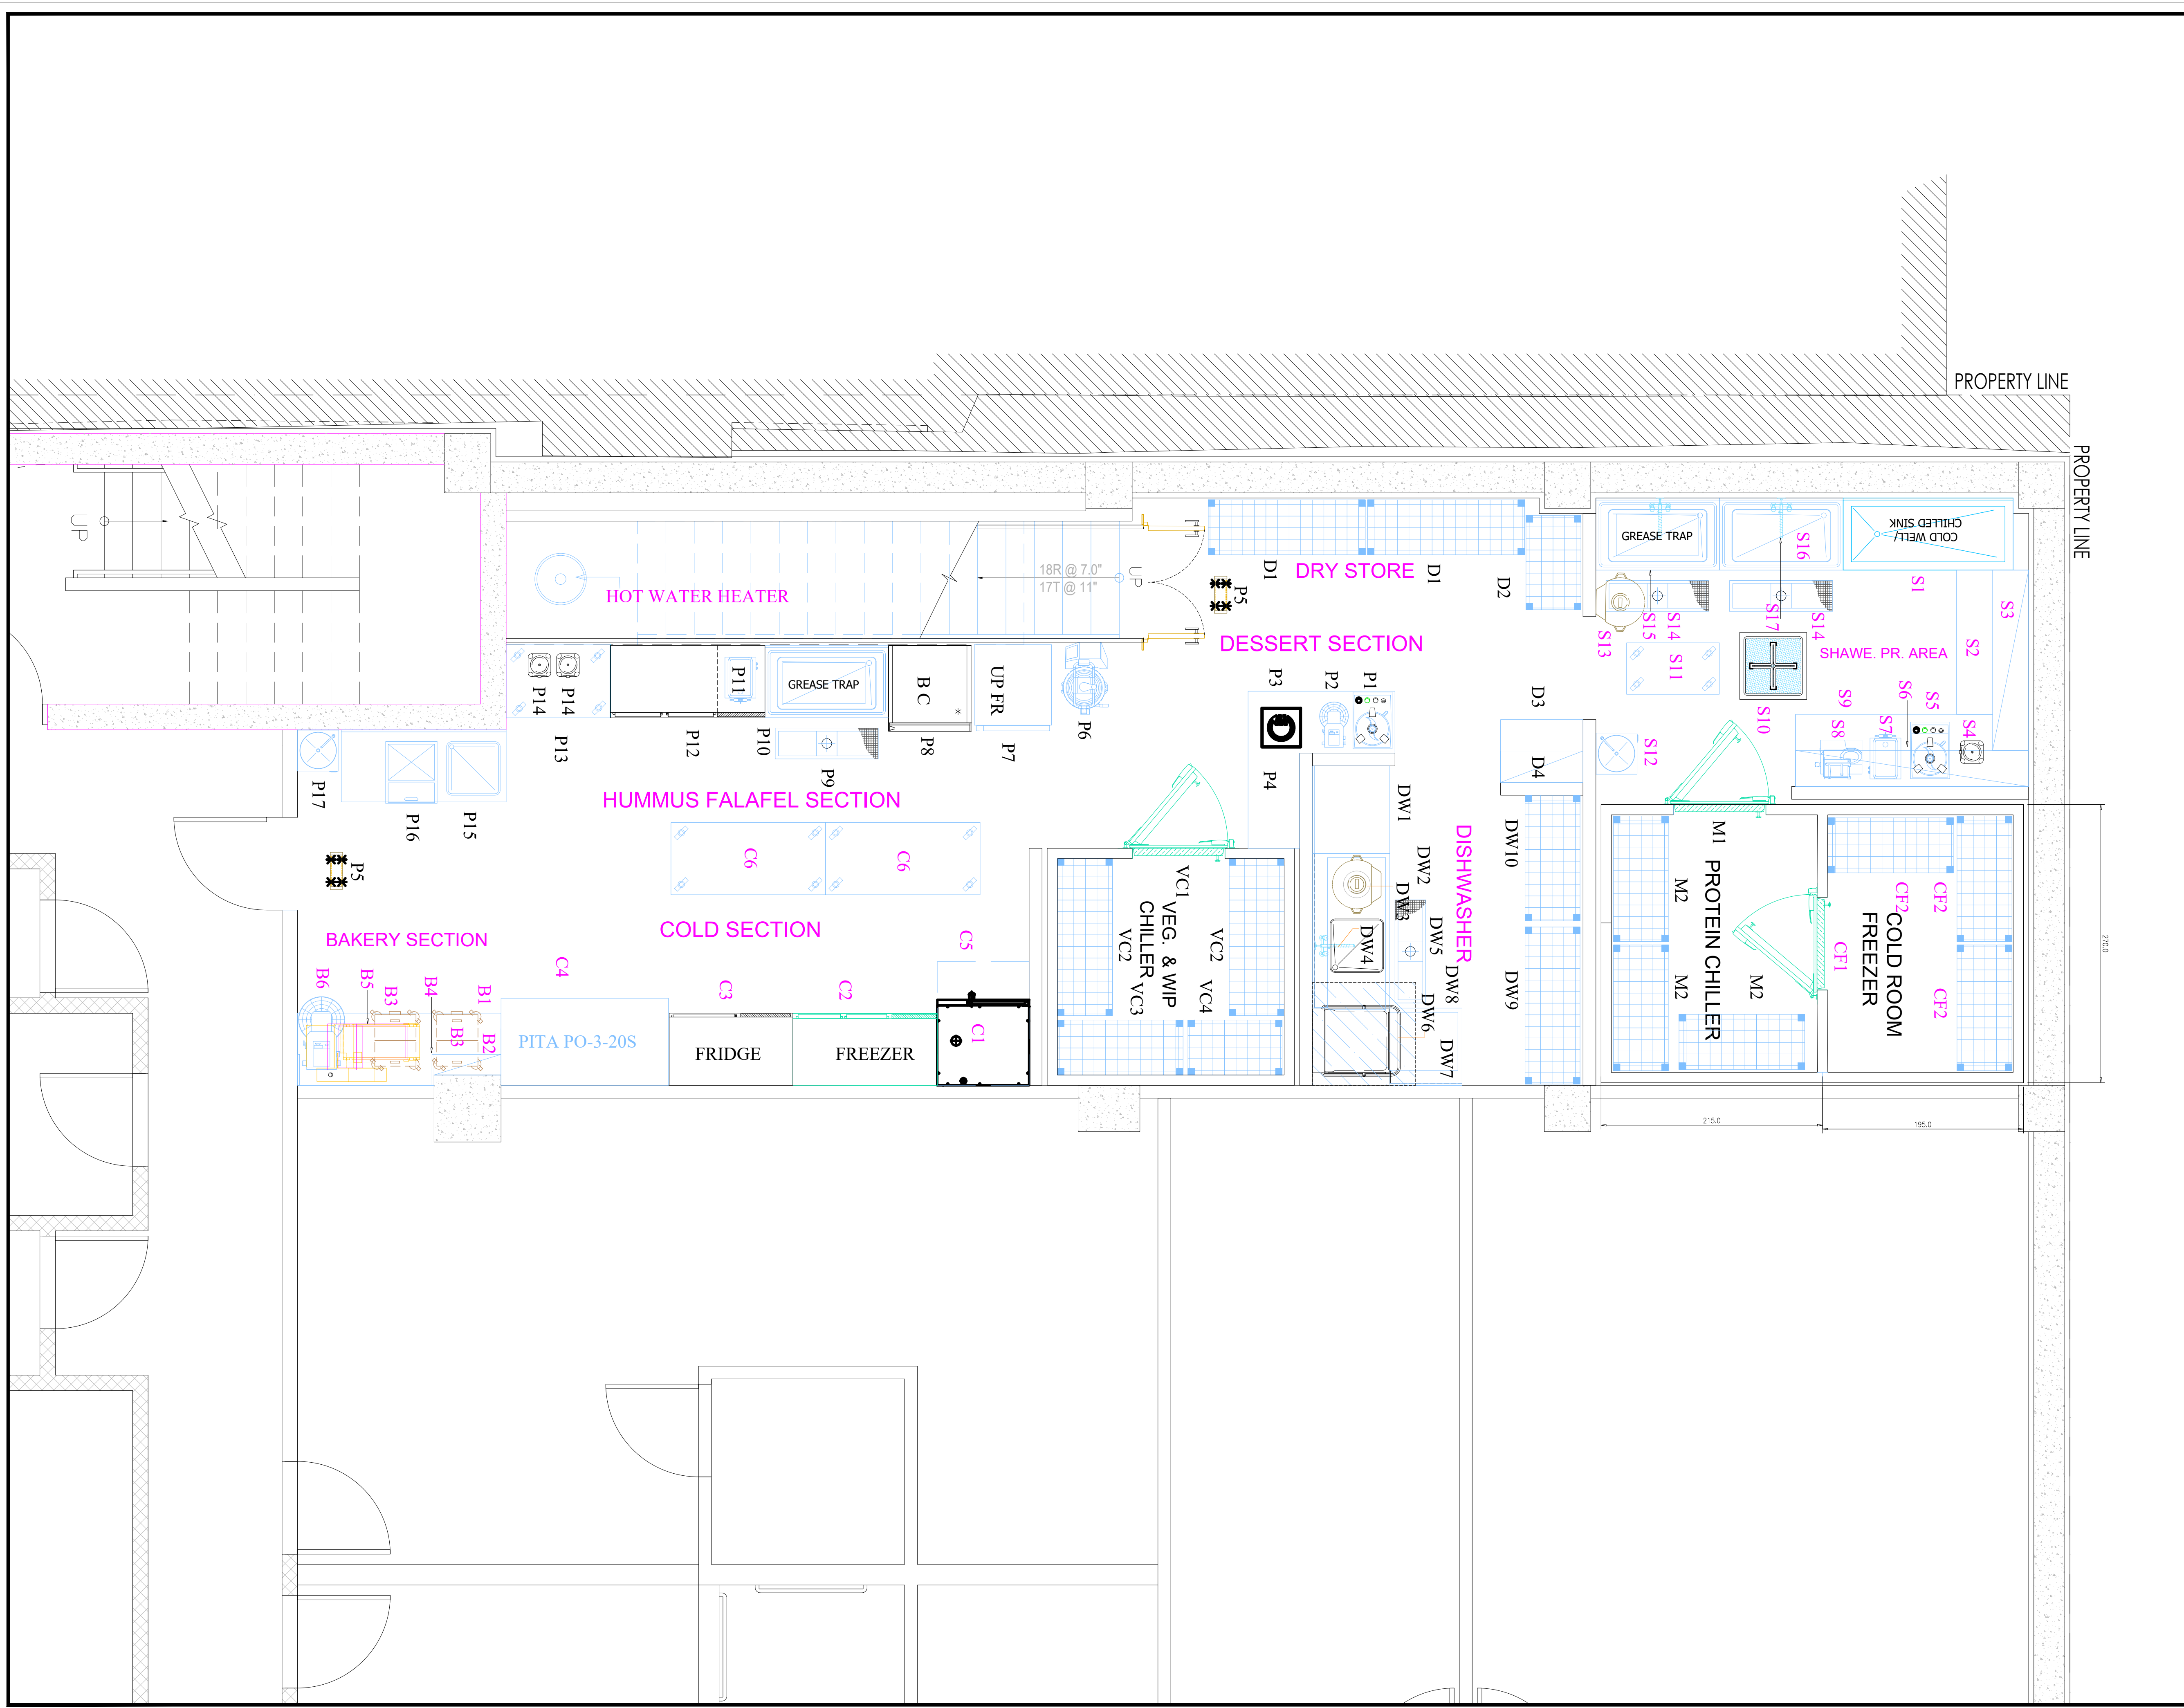 PROPERTY LINE
PROPERTY LINE
UP
HOT WATER HEATER
18R @ 7.0"
17T @ 11"
UP
P5
D1
DRY STORE
D1
D2
DESSERT SECTION
GREASE TRAP
S16
COLD WELL/
CHILLED SINK
S1
S3
S2
S13
S15
S14
S11
S17
S14
SHAWE. PR. AREA
S10
S9
S8
S6
S7
S5
S4
S12
P14
P14
P13
P12
P11
P10
GREASE TRAP
P9
B C
*
P8
UP FR
P7
P6
P3
P2
P1
P4
D3
D4
P17
P16
P15
P5
HUMMUS FALAFEL SECTION
C6
C6
COLD SECTION
BAKERY SECTION
B6
B5
B3
B4
B3
B1
B2
C4
PITA PO-3-20S
C3
FRIDGE
C2
FREEZER
C5
C1
VC1
VEG. & WIP
CHILLER
VC2
VC2
VC3
VC4
DW1
DW2
DW3
DW4
DW5
DW8
DW6
DW7
DISHWASHER
DW10
DW9
M1
PROTEIN CHILLER
M2
M2
M2
CF1
CF2
CF2
CF2
COLD ROOM
FREEZER
270.0
215.0
195.0